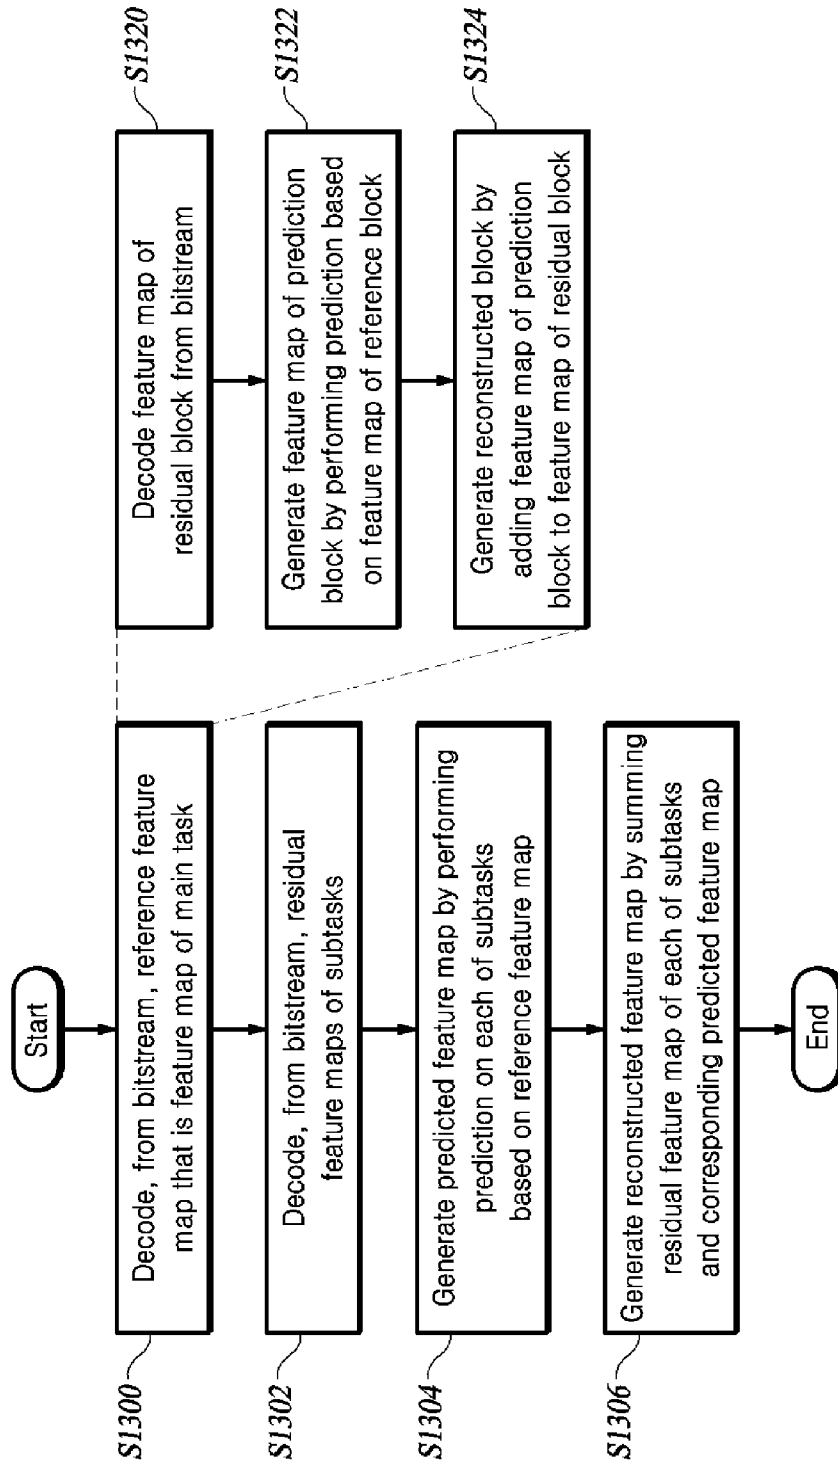 Start
S1300
Decode, from bitstream, reference feature
map that is feature map of main task
S1302
Decode, from bitstream, residual
feature maps of subtasks
S1304
Generate predicted feature map by performing
prediction on each of subtasks
based on reference feature map
S1306
Generate reconstructed feature map by summing
residual feature map of each of subtasks
and corresponding predicted feature map
End
S1320
Decode feature map of
residual block from bitstream
S1322
Generate feature map of prediction
block by performing prediction based
on feature map of reference block
S1324
Generate reconstructed block by
adding feature map of prediction
block to feature map of residual block